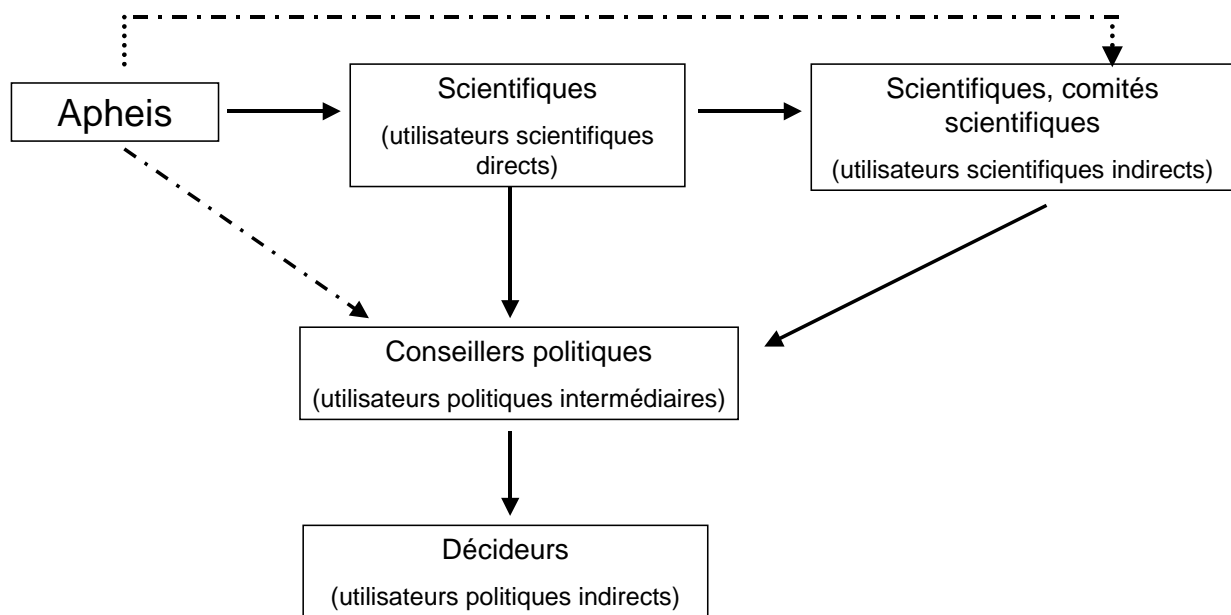 Apheis
Scientifiques
(utilisateurs scientifiques
directs)
Scientifiques, comités
scientifiques
(utilisateurs scientifiques indirects)
Conseillers politiques
(utilisateurs politiques intermédiaires)
Décideurs
(utilisateurs politiques indirects)